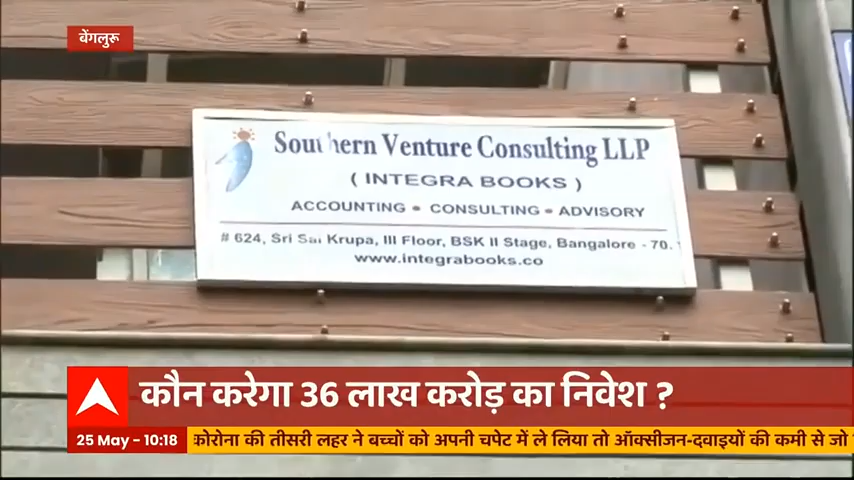 बेंगलुरू
Southern Venture Consulting LLP
( INTEGRA BOOKS )
ACCOUNTING • CONSULTING • ADVISORY
# 624, Sri Sai Krupa, III Floor, BSK II Stage, Bangalore - 70.
www.integrabooks.co
कौन करेगा 36 लाख करोड़ का निवेश ?
25 May - 10:18
कोरोना की तीसरी लहर ने बच्चों को अपनी चपेट में ले लिया तो ऑक्सीजन-दवाइयों की कमी से जो